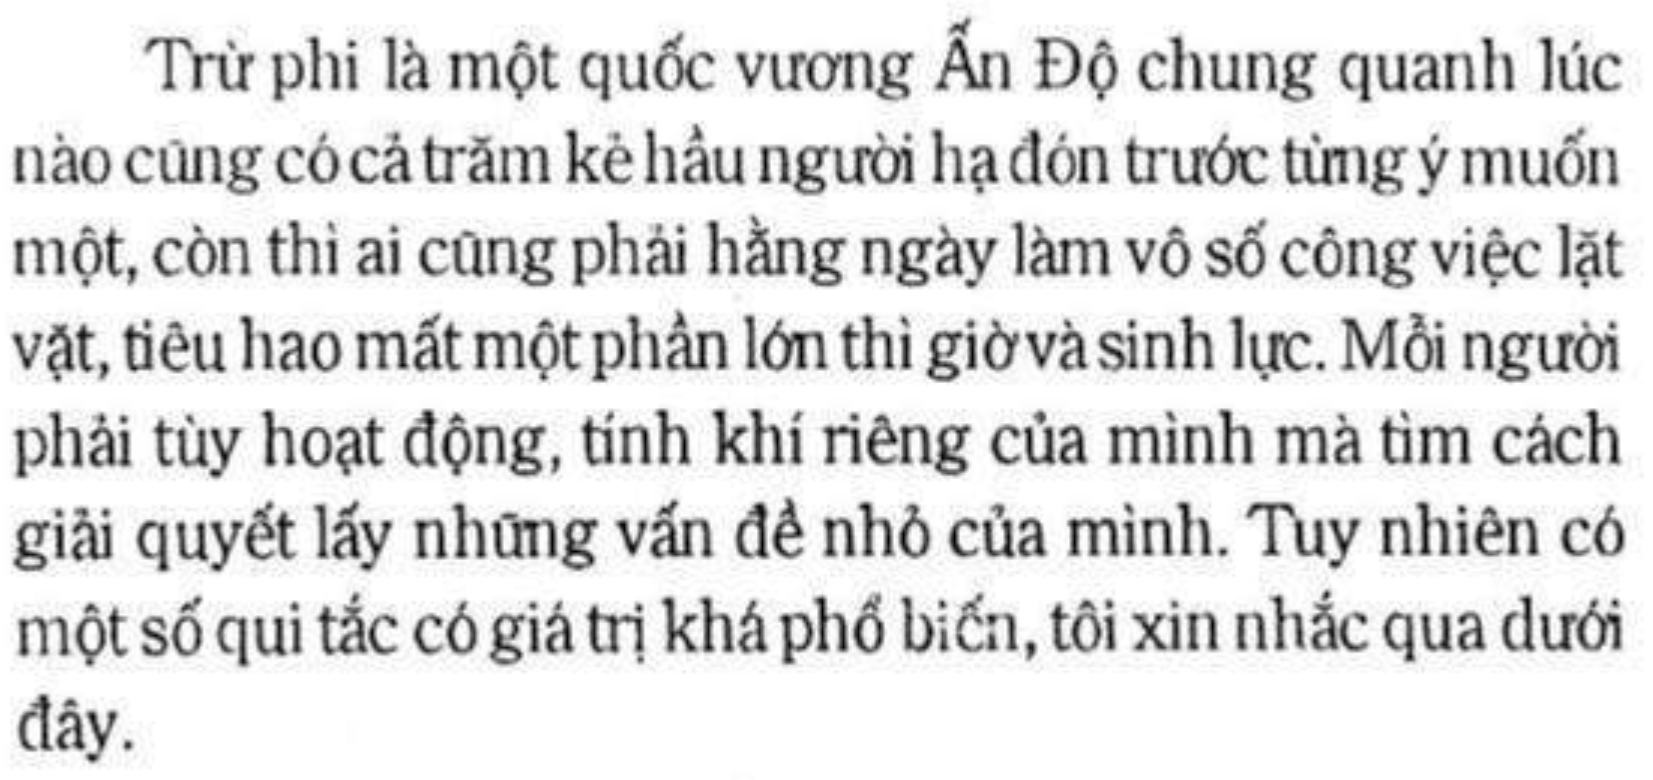 Trừ phi là một quốc vương Ấn Độ chung quanh lúc
nào cũng có cả trăm kẻ hầu người hạ đón trước từng ý muốn
một, còn thì ai cũng phải hằng ngày làm vô số công việc lặt
vặt, tiêu hao mất một phần lớn thì giờ và sinh lực. Mỗi người
phải tùy hoạt động, tính khí riêng của mình mà tìm cách
giải quyết lấy những vấn đề nhỏ của mình. Tuy nhiên có
một số qui tắc có giá trị khá phổ biến, tôi xin nhắc qua dưới
đây.